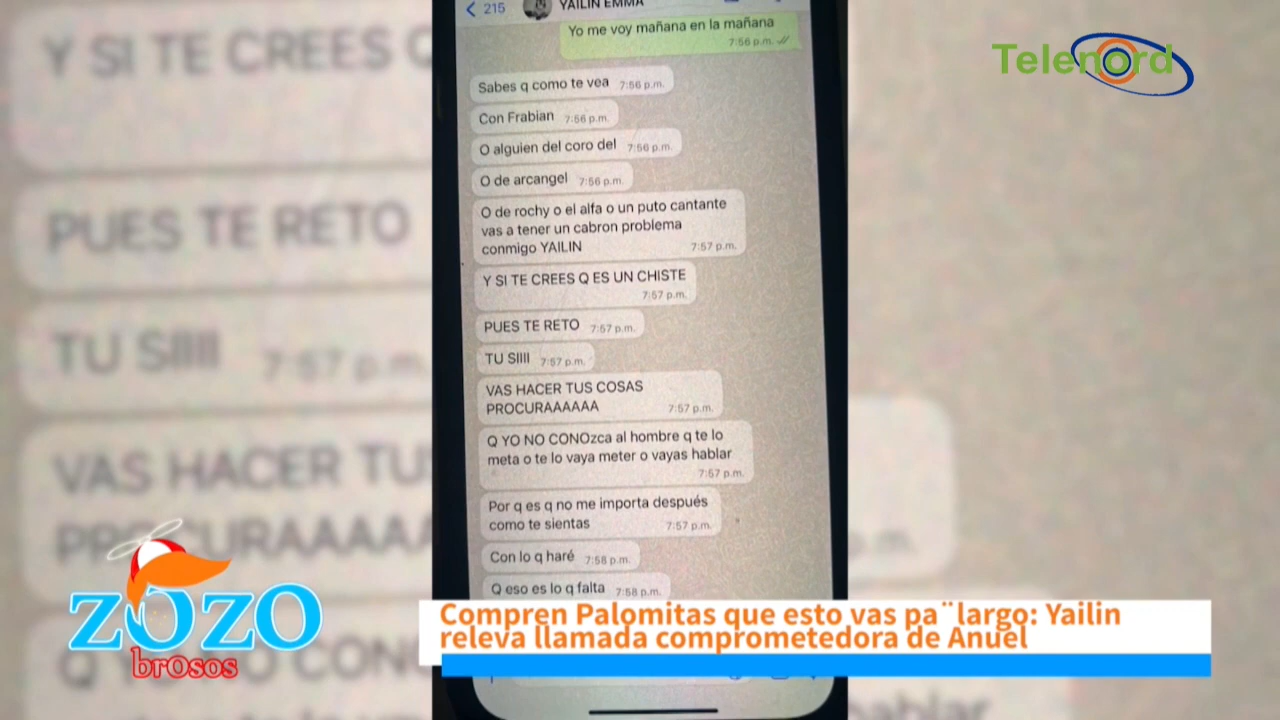 215
YAILIN EMMA
Yo me voy mañana en la mañana
7:56 p.m.
Telenord
Sabes q como te vea 7:56 p.m.
Con Frabian 7:56 p.m.
O alguien del coro del 7:56 p.m.
O de arcangel 7:56 p.m.
O de rochy o el alfa o un puto cantante
vas a tener un cabron problema
conmigo YAILIN 7:57 p.m.
Y SI TE CREES Q ES UN CHISTE
7:57 p.m.
PUES TE RETO 7:57 p.m.
TU SIIII 7:57 p.m.
VAS HACER TUS COSAS
PROCURAAAAAA 7:57 p.m.
Q YO NO CONOzca al hombre q te lo
meta o te lo vaya meter o vayas hablar
7:57 p.m.
Por q es q no me importa después
como te sientas 7:57 p.m.
Con lo q haré 7:58 p.m.
Q eso es lo q falta 7:58 p.m.
Y SI TE CREES Q
PUES TE RETO
TU SIIII 7:57 p.m.
VAS HACER TU
PROCURAAAAA
Q YO NO CONO
hablar
ZOZO
brosos
Compren Palomitas que esto vas pa¨largo: Yailin
releva llamada comprometedora de Anuel